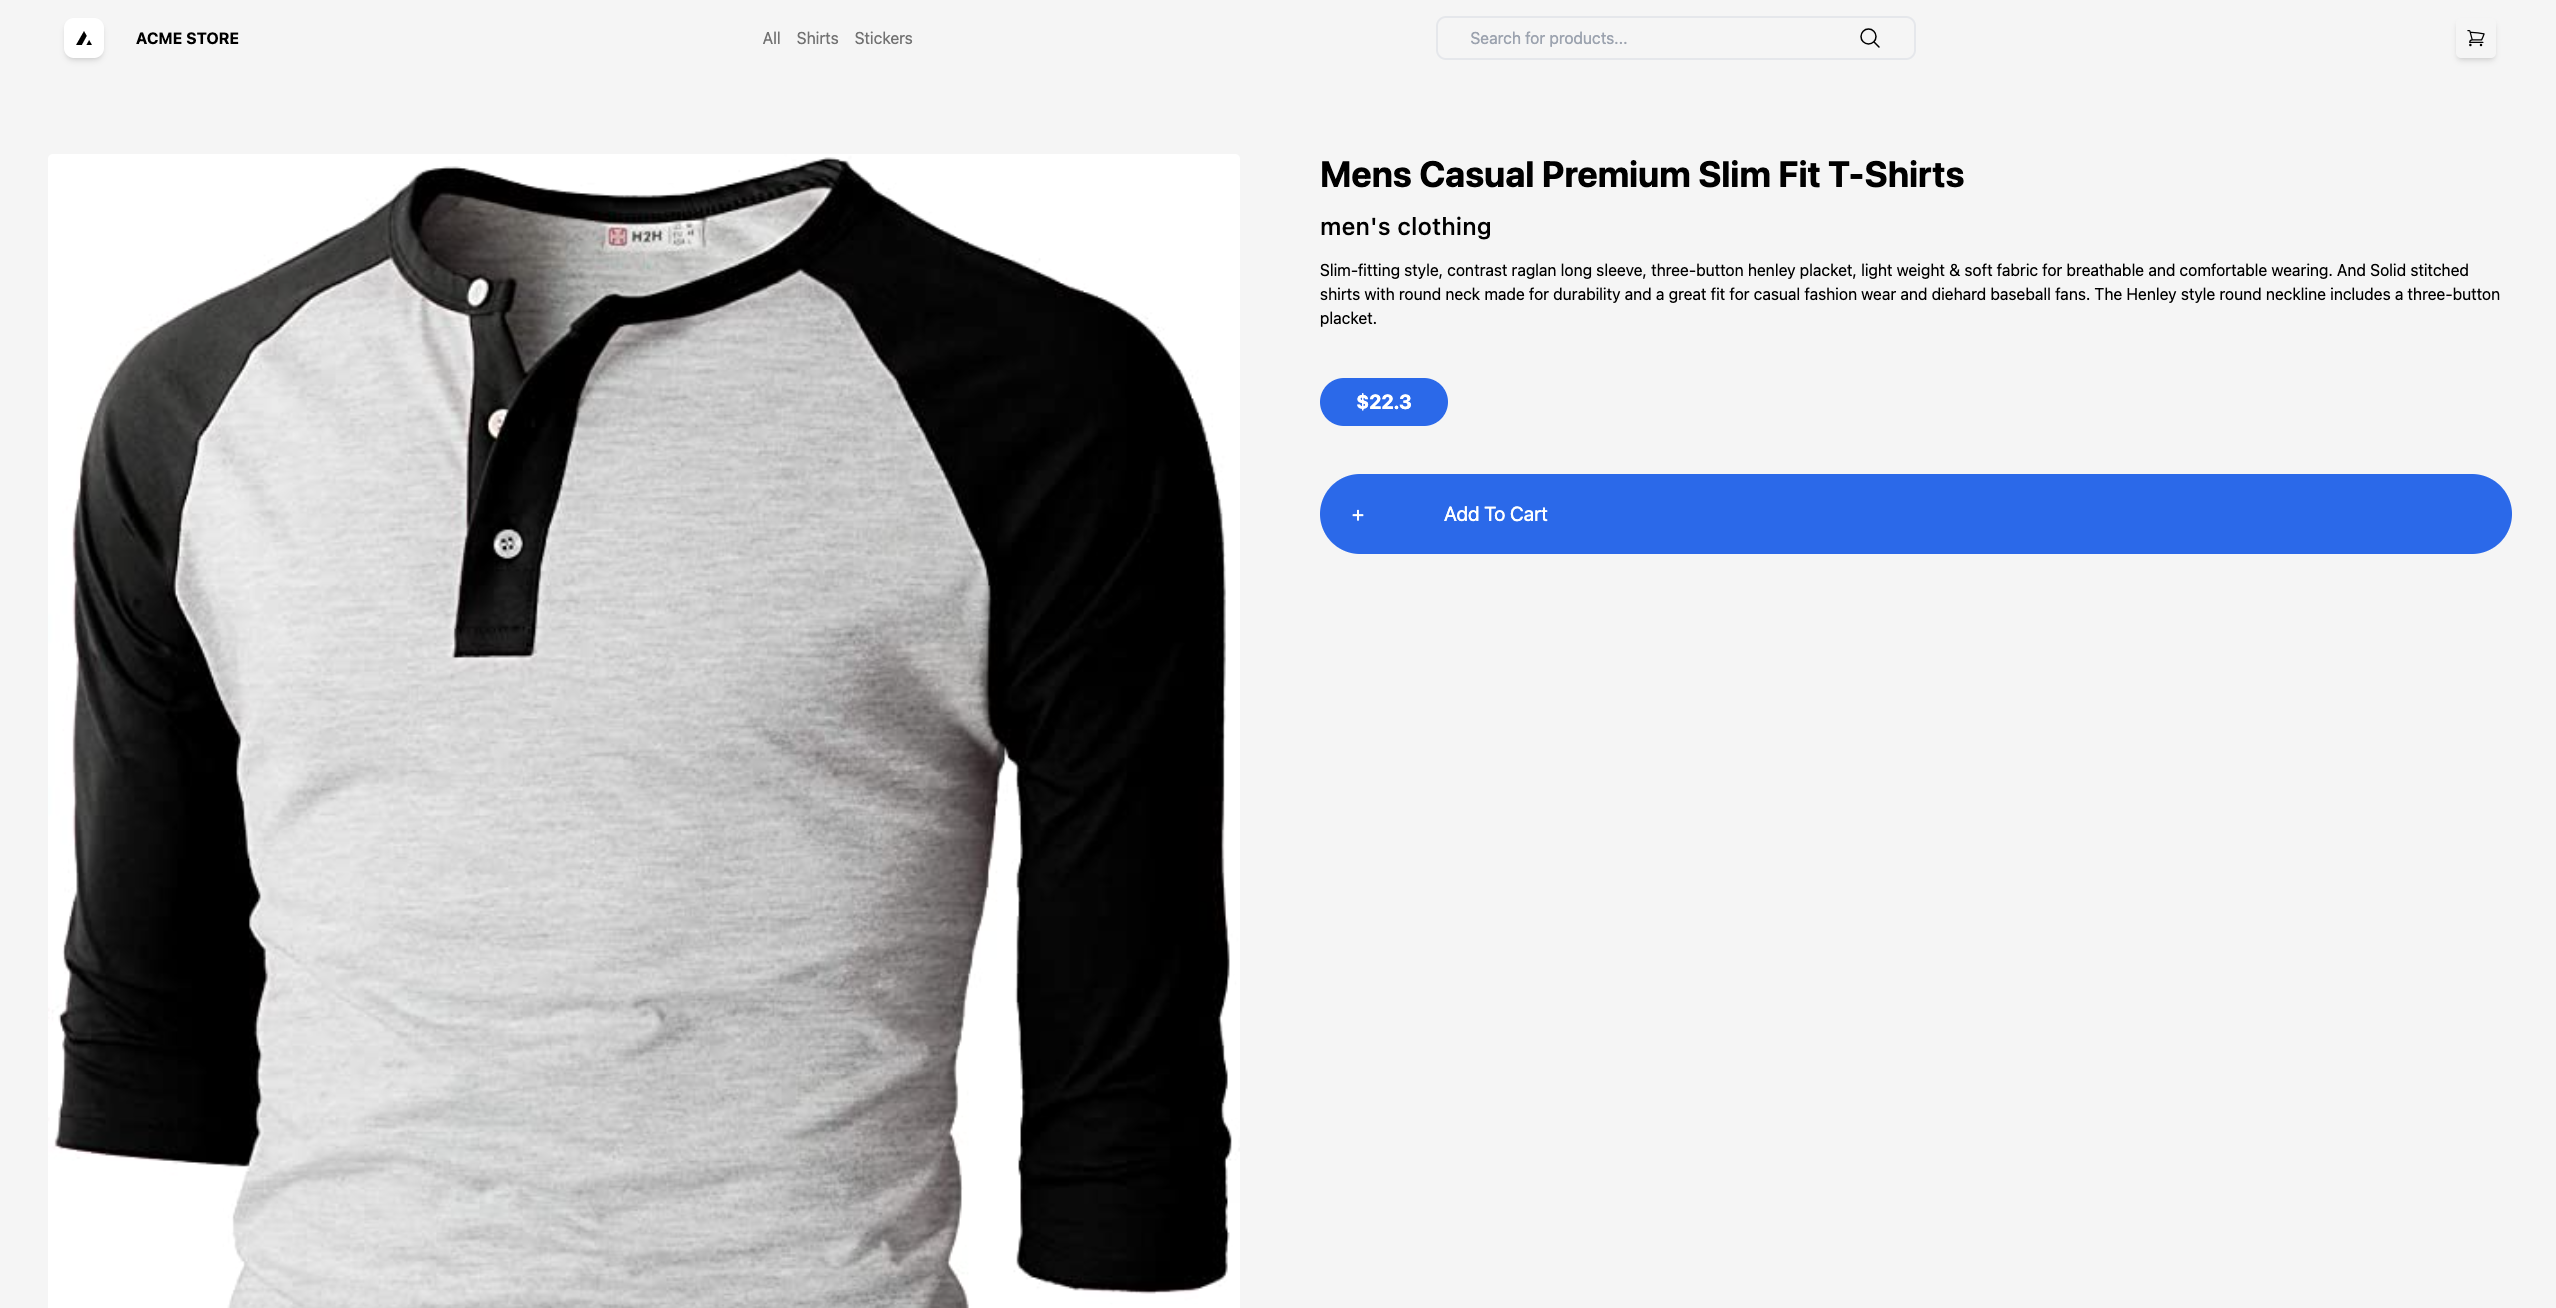 ACME STORE
All Shirts Stickers
Search for products...
Mens Casual Premium Slim Fit T-Shirts
men's clothing
Slim-fitting style, contrast raglan long sleeve, three-button henley placket, light weight & soft fabric for breathable and comfortable wearing. And Solid stitched
shirts with round neck made for durability and a great fit for casual fashion wear and diehard baseball fans. The Henley style round neckline includes a three-button
placket.
$22.3
+ Add To Cart
H2H